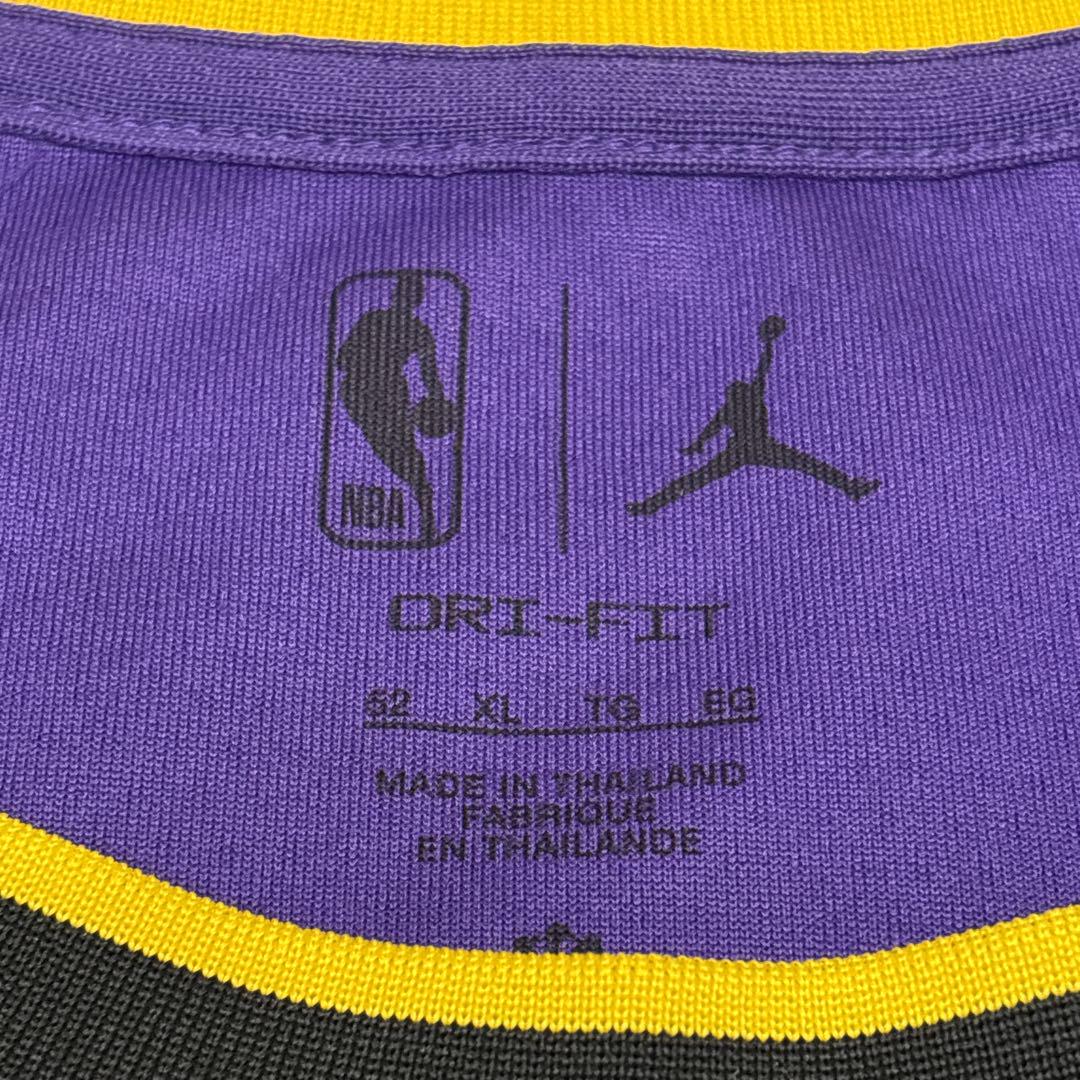 NBA
DRI-FIT
52 XL TG EG
MADE IN THAILAND
FABRIQUE
EN THAILANDE